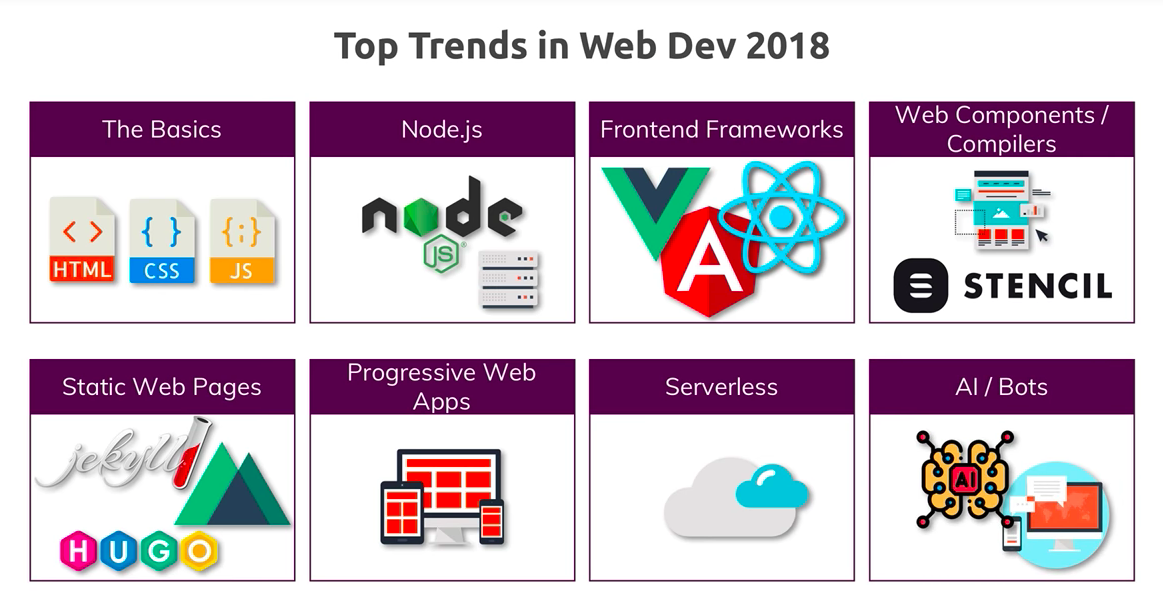 Top Trends in Web Dev 2018
The Basics
Node.js
Frontend Frameworks
Web Components /
Compilers
HTML
CSS
JS
node
JS
A
STENCIL
Static Web Pages
Progressive Web
Apps
Serverless
AI / Bots
jekyll
HUGO
AI